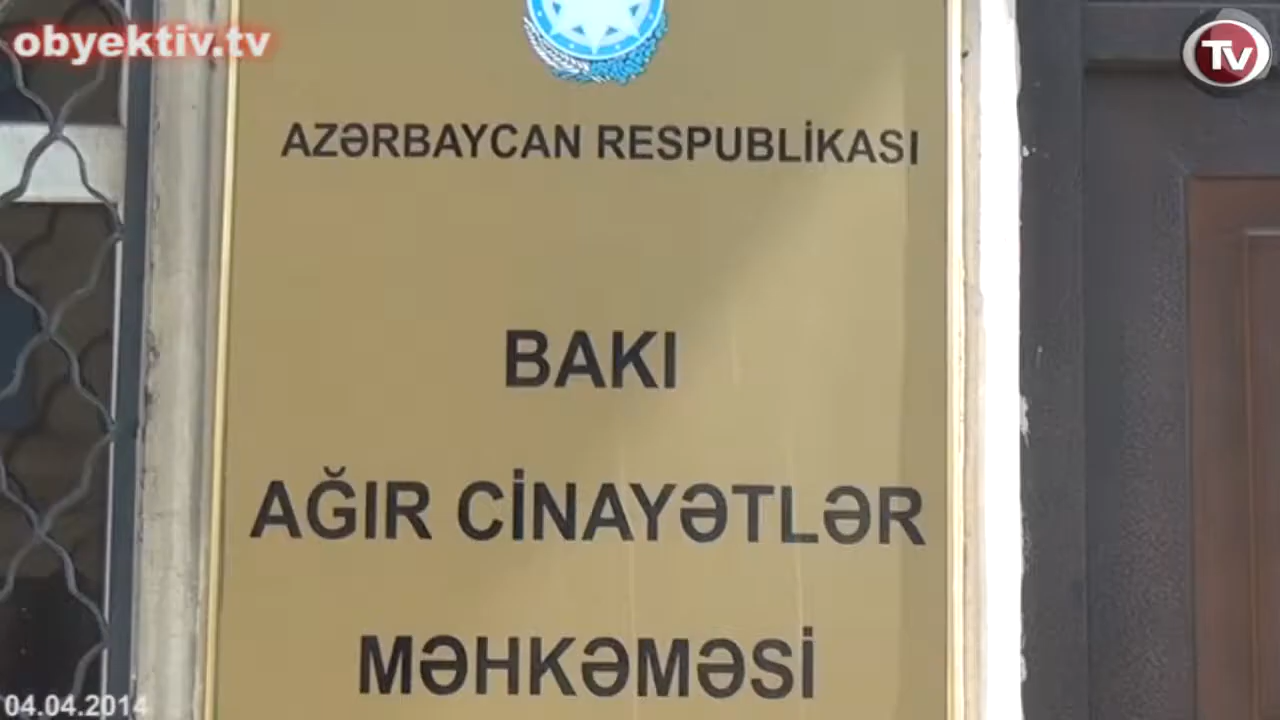 obyektiv.tv
TV
AZƏRBAYCAN RESPUBLİKASI
BAKI
AĞIR CİNAYƏTLƏR
MƏHKƏMƏSİ
04.04.2014